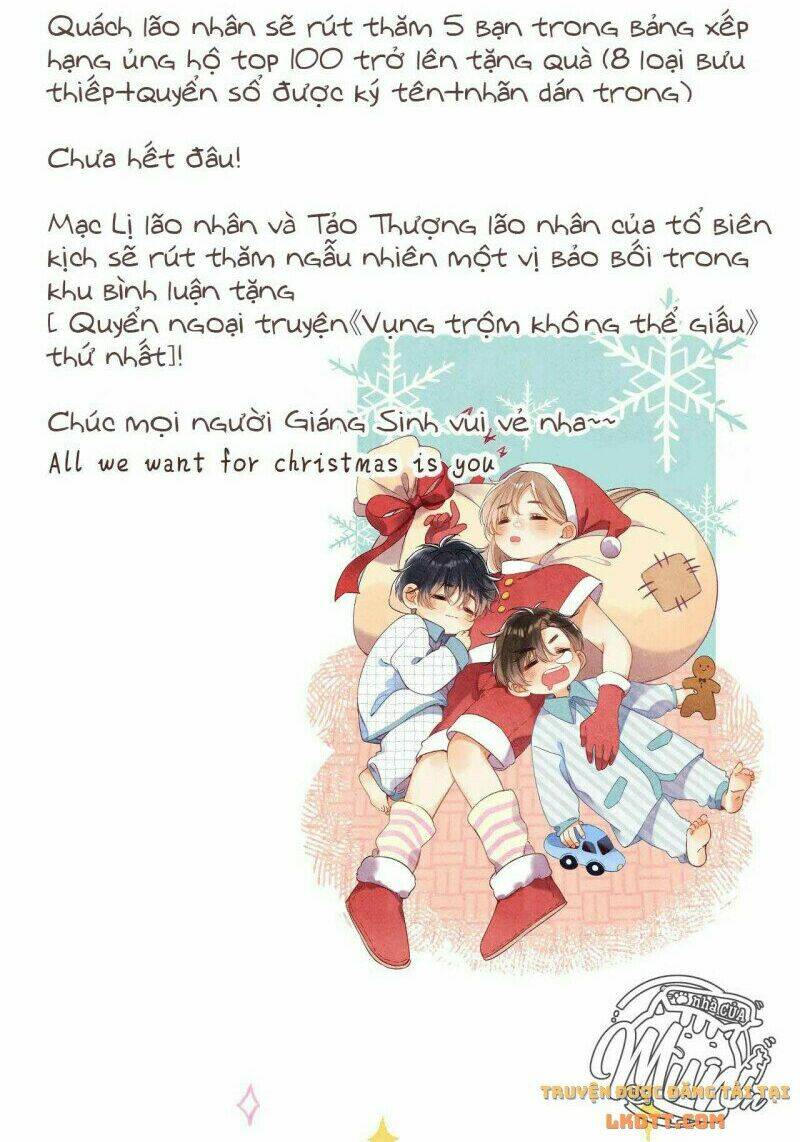 Quách lão nhân sẽ rút thăm 5 bạn trong bảng xếp
hạng ủng hộ top 100 trở lên tặng quà (8 loại bưu
thiếp+quyển sổ được ký tên+nhãn dán trong)
Chưa hết đâu!
Mạc Lị lão nhân và Tảo Thượng lão nhân của tổ biên
kịch sẽ rút thăm ngẫu nhiên một vị bảo bối trong
khu bình luận tặng
[ Quyển ngoại truyện《Vụng trộm không thể giấu》
thứ nhất]!
Chúc mọi người Giáng Sinh vui vẻ nha~~
All we want for christmas is you
nhà của
TRUYỆN ĐƯỢC ĐĂNG TẢI TẠI
LKDTT.COM